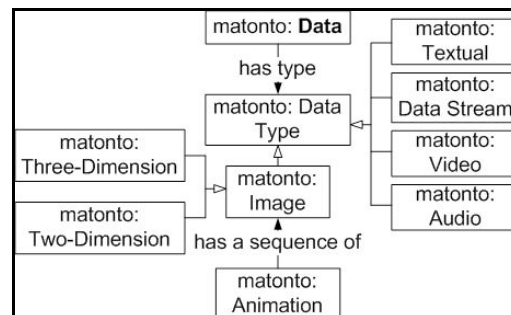 matonto: Data
has type
matonto: Data
Type
matonto:
Textual
matonto:
Data Stream
matonto:
Video
matonto:
Audio
matonto:
Three-Dimension
matonto:
Two-Dimension
matonto:
Image
has a sequence of
matonto:
Animation